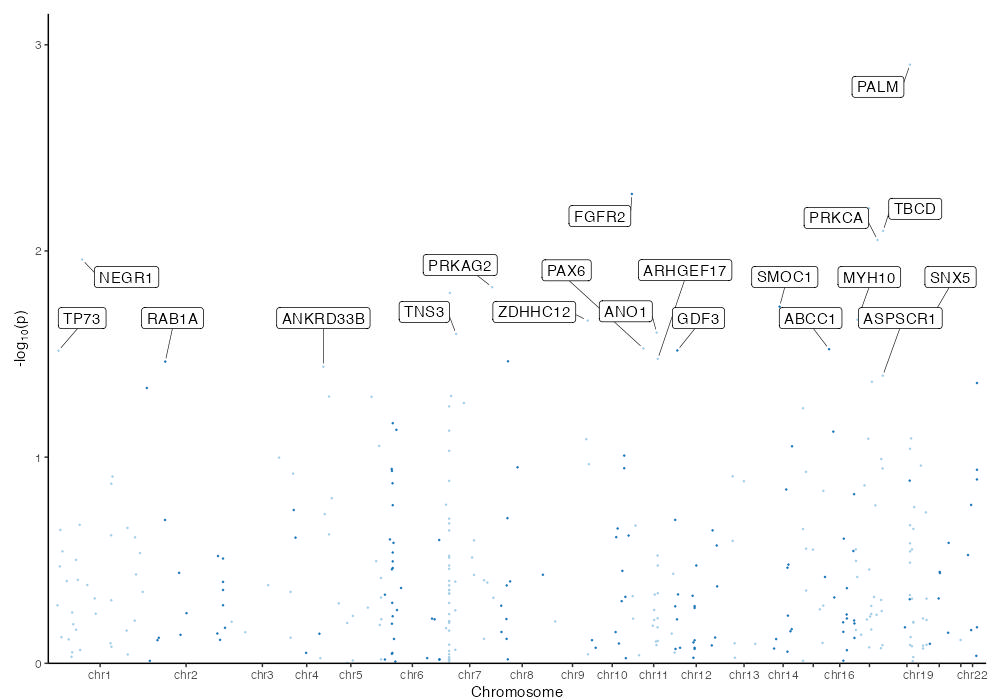 3
PALM
FGFR2
PRKCA
TBCD
2
NEGR1
PRKAG2
PAX6
ARHGEF17
SMOC1
MYH10
SNX5
TP73
RAB1A
ANKRD33B
TNS3
ZDHHC12
ANO1
GDF3
ABCC1
ASPSCR1
-log10(p)
1
0
chr1 chr2 chr3 chr4 chr5 chr6 chr7 chr8 chr9 chr10 chr11 chr12 chr13 chr14 chr16 chr19 chr22
Chromosome